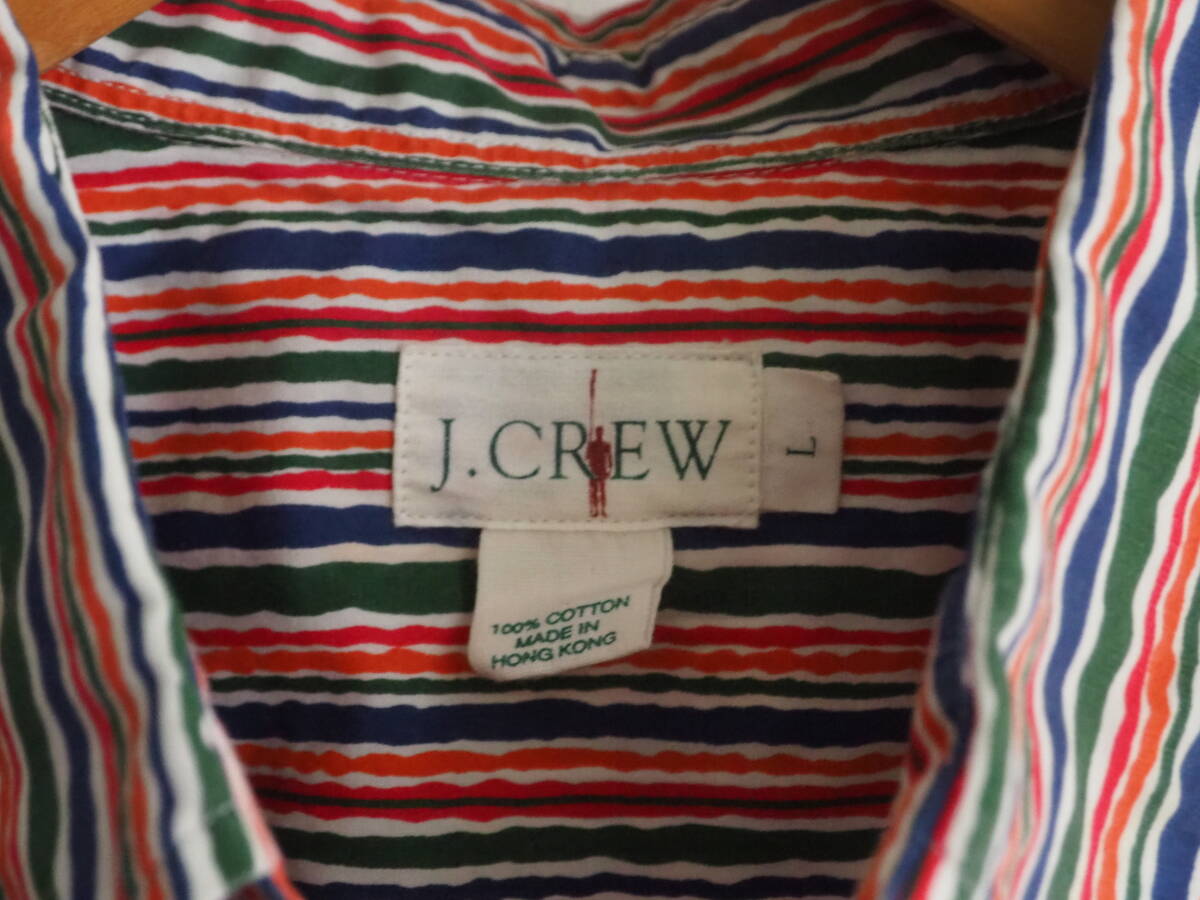 J.CREW
L
100% COTTON
MADE IN
HONG KONG